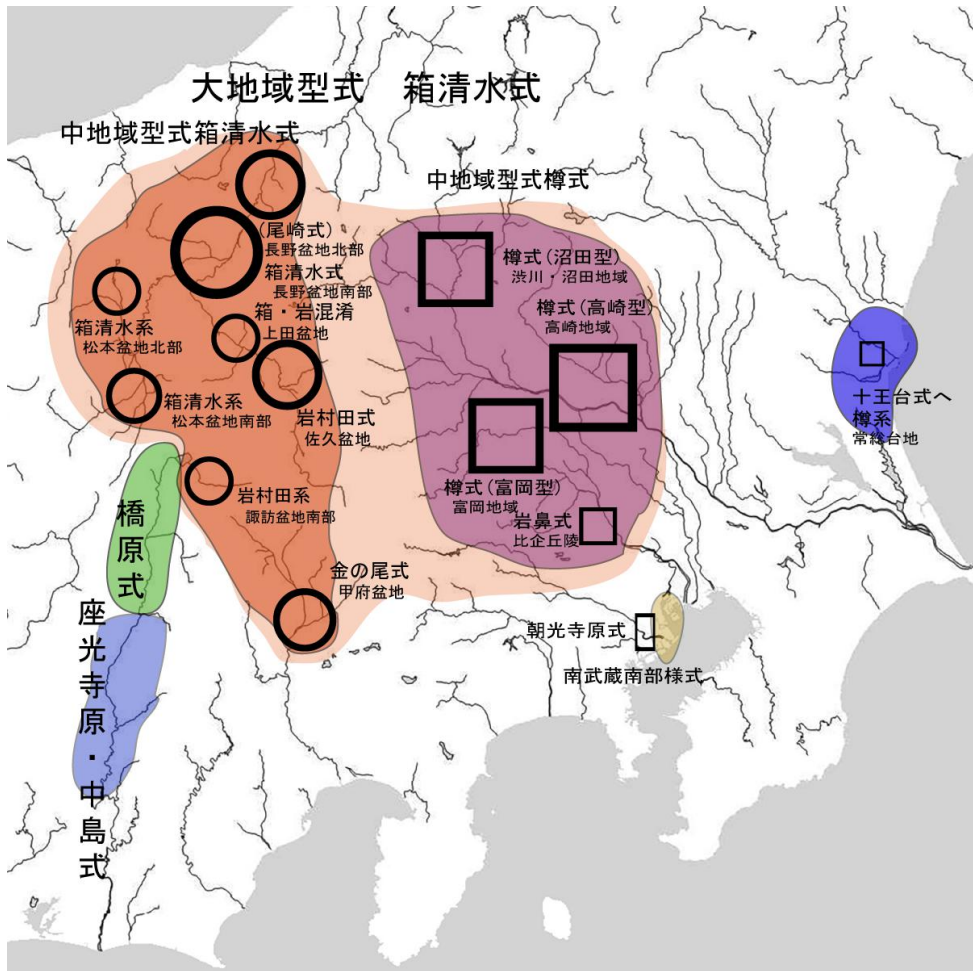 大地域型式　箱清水式
中地域型式箱清水式
中地域型式樽式
(尾崎式)
長野盆地北部
箱清水式
長野盆地南部
箱・岩混淆
上田盆地
箱清水系
松本盆地北部
箱清水系
松本盆地南部
岩村田式
佐久盆地
岩村田系
諏訪盆地南部
金の尾式
甲府盆地
樽式(沼田型)
渋川・沼田地域
樽式(高崎型)
高崎地域
樽式(富岡型)
富岡地域
岩鼻式
比企丘陵
十王台式へ
樽系
常総台地
朝光寺原式
南武蔵南部様式
橋原式
座光寺原・中島式